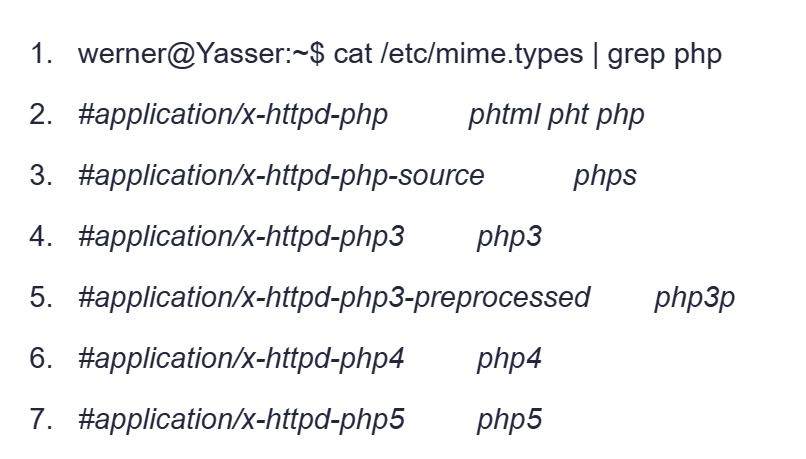 1. werner@Yasser:~$ cat /etc/mime.types | grep php
2. #application/x-httpd-php phtml pht php
3. #application/x-httpd-php-source phps
4. #application/x-httpd-php3 php3
5. #application/x-httpd-php3-preprocessed php3p
6. #application/x-httpd-php4 php4
7. #application/x-httpd-php5 php5